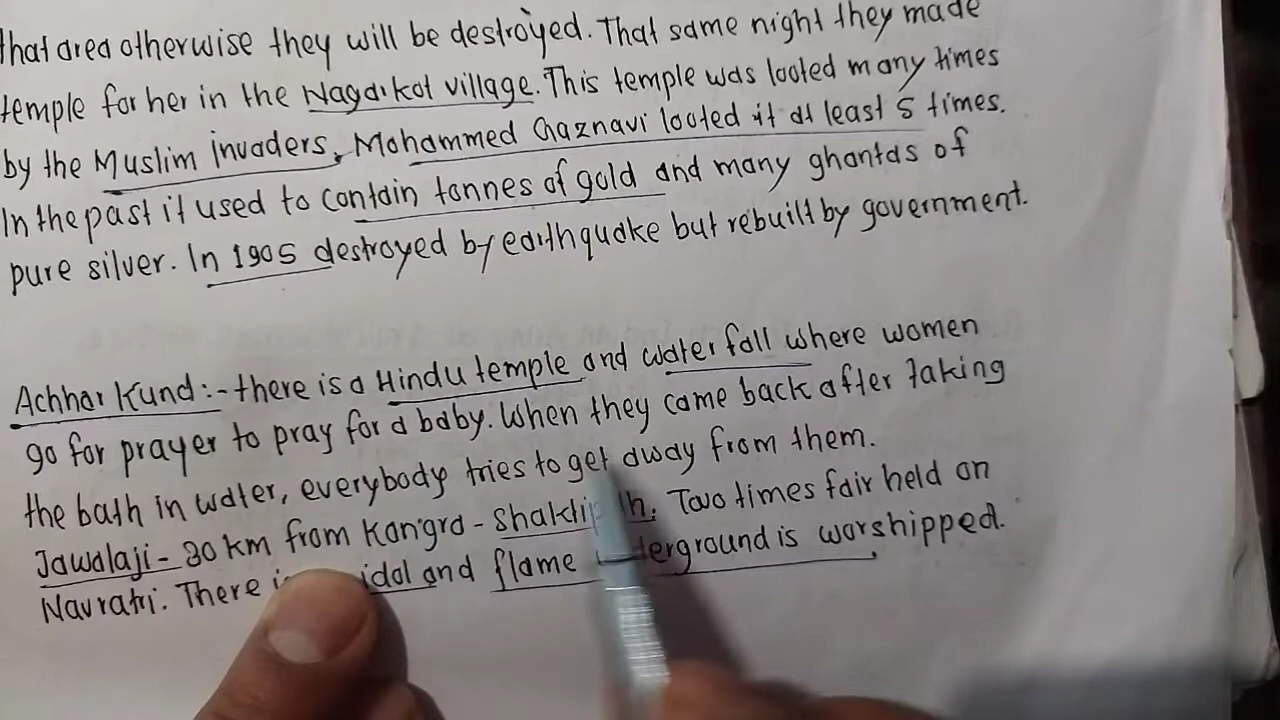 that area otherwise they will be destroyed. That same night they made
temple for her in the Nagarkot village. This temple was looted many times
by the Muslim invaders, Mohammed Gaznavi looted it at least 5 times.
In the past it used to contain tonnes of gold and many ghantas of
pure silver. In 1905 destroyed by earthquake but rebuilt by government.
Achhar Kund:- there is a Hindu temple and water fall where women
go for prayer to pray for a baby. When they come back after taking
the bath in water, everybody tries to get away from them.
Jawalaji - 30 km from Kangra - Two times fair held on
Navratri. There idol and flame is worshipped.